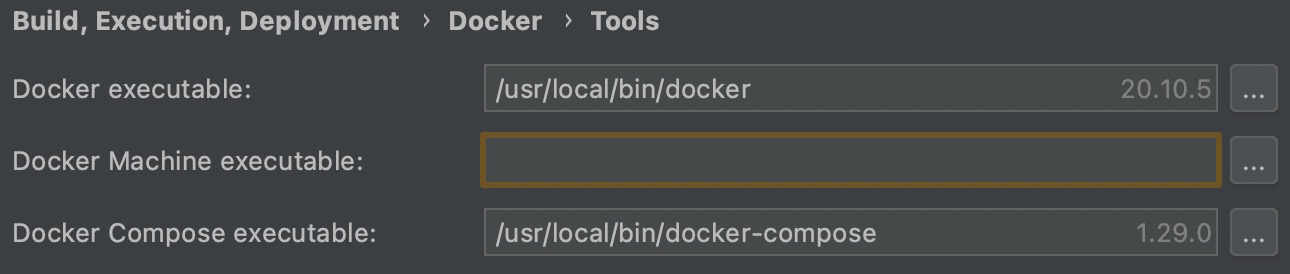 Build, Execution, Deployment › Docker › Tools
Docker executable: /usr/local/bin/docker 20.10.5 ...
Docker Machine executable: ...
Docker Compose executable: /usr/local/bin/docker-compose 1.29.0 ...